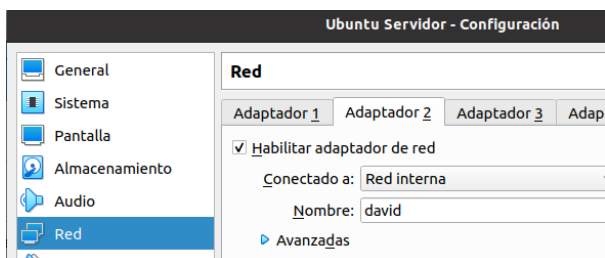 Ubuntu Servidor - Configuración
General
Sistema
Pantalla
Almacenamiento
Audio
Red
Red
Adaptador 1 Adaptador 2 Adaptador 3 Adap
Habilitar adaptador de red
Conectado a: Red interna
Nombre: david
Avanzadas